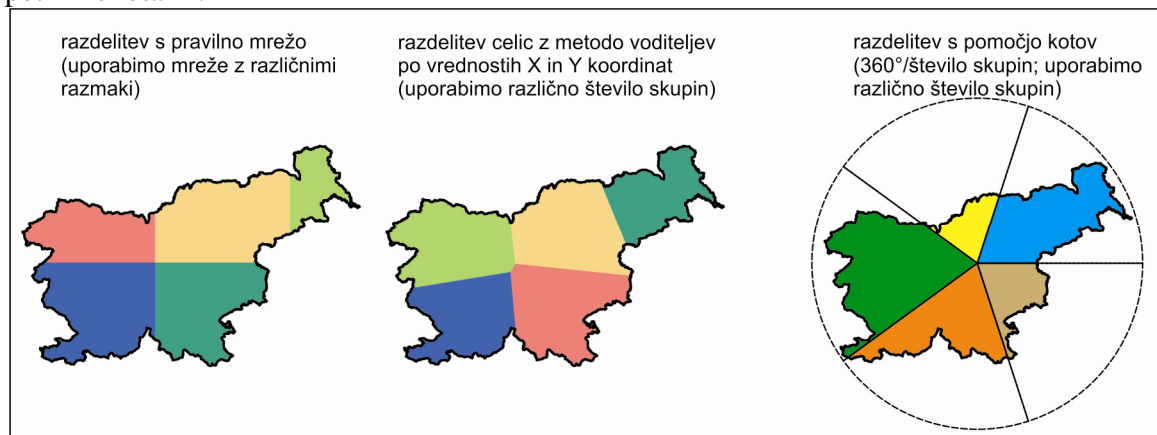 razdelitev s pravilno mrežo
(uporabimo mreže z različnimi
razmaki)
razdelitev celic z metodo voditeljev
po vrednostih X in Y koordinat
(uporabimo različno število skupin)
razdelitev s pomočjo kotov
(360°/število skupin; uporabimo
različno število skupin)